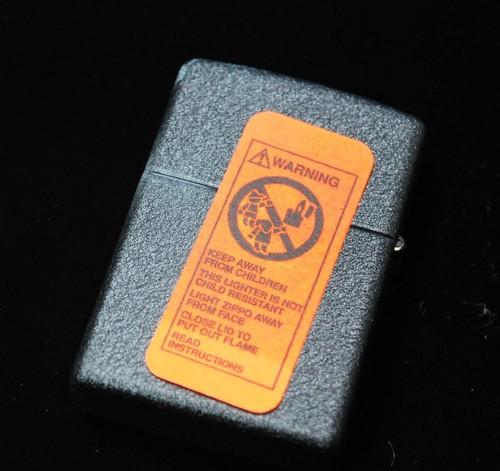 WARNING
KEEP AWAY
FROM CHILDREN
THIS LIGHTER IS NOT
CHILD RESISTANT
LIGHT ZIPPO AWAY
FROM FACE
CLOSE LID TO
PUT OUT FLAME
READ
INSTRUCTIONS